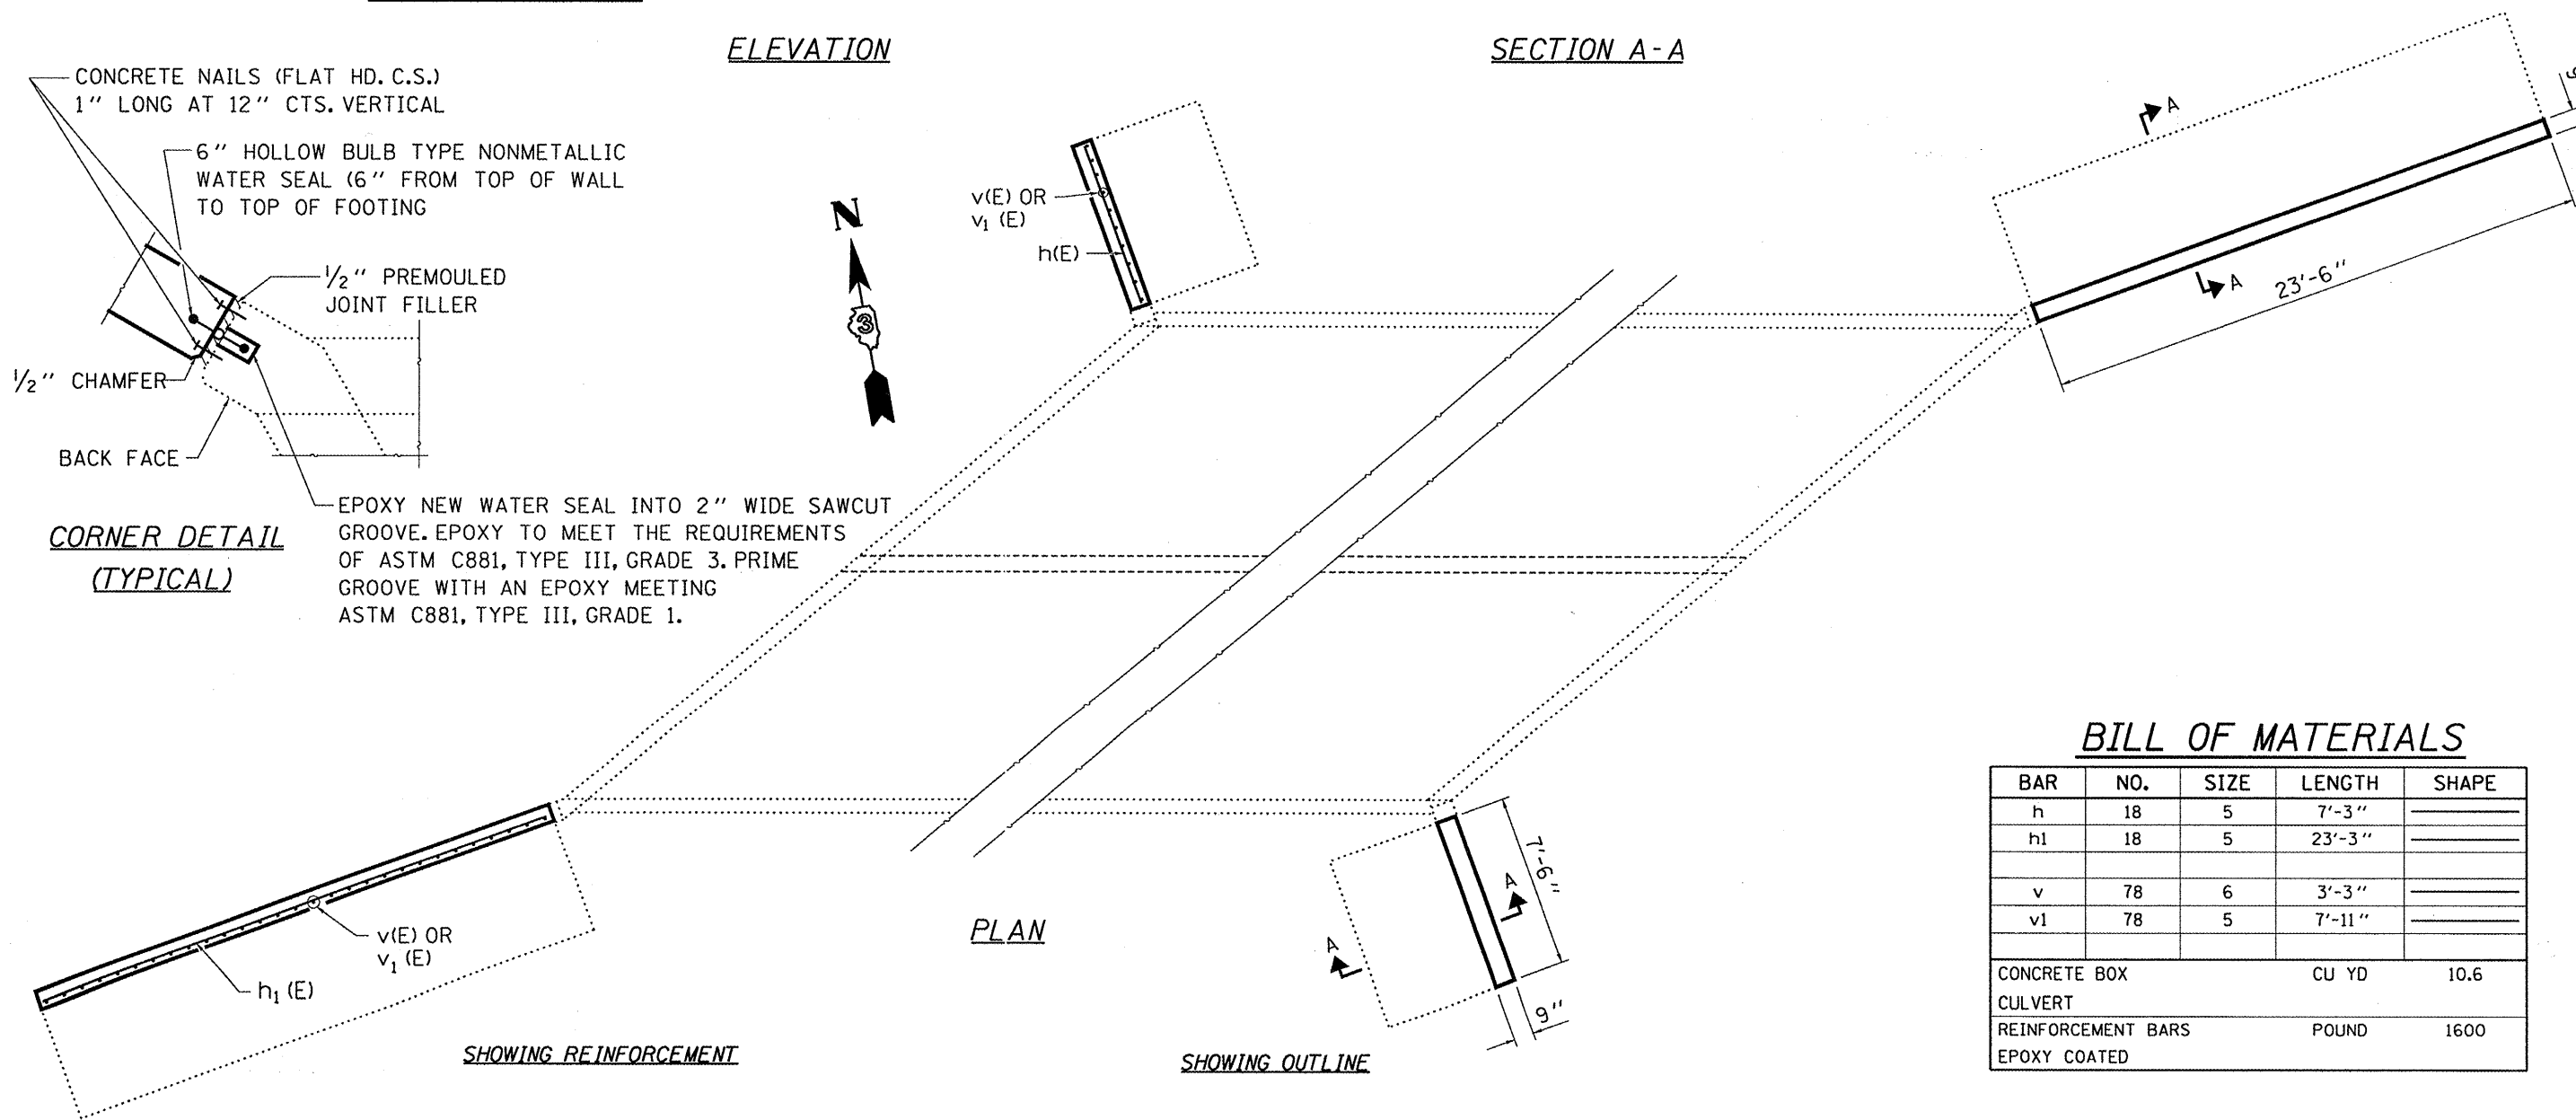 ELEVATION
SECTION A-A
CONCRETE NAILS (FLAT HD. C.S.)
1" LONG AT 12" CTS. VERTICAL
6" HOLLOW BULB TYPE NONMETALLIC
WATER SEAL (6" FROM TOP OF WALL
TO TOP OF FOOTING
1/2" PREMOULED
JOINT FILLER
1/2" CHAMFER
BACK FACE
CORNER DETAIL
(TYPICAL)
EPOXY NEW WATER SEAL INTO 2" WIDE SAWCUT
GROOVE. EPOXY TO MEET THE REQUIREMENTS
OF ASTM C881, TYPE III, GRADE 3. PRIME
GROOVE WITH AN EPOXY MEETING
ASTM C881, TYPE III, GRADE 1.
N
3
v(E) OR
v1 (E)
h(E)
A
A
23'-6"
v(E) OR
v1 (E)
h1 (E)
SHOWING REINFORCEMENT
PLAN
7'-6"
A
A
9"
SHOWING OUTLINE
BILL OF MATERIALS
BAR NO. SIZE LENGTH SHAPE
h 18 5 7'-3"
h1 18 5 23'-3"
v 78 6 3'-3"
v1 78 5 7'-11"
CONCRETE BOX CU YD 10.6
CULVERT
REINFORCEMENT BARS POUND 1600
EPOXY COATED